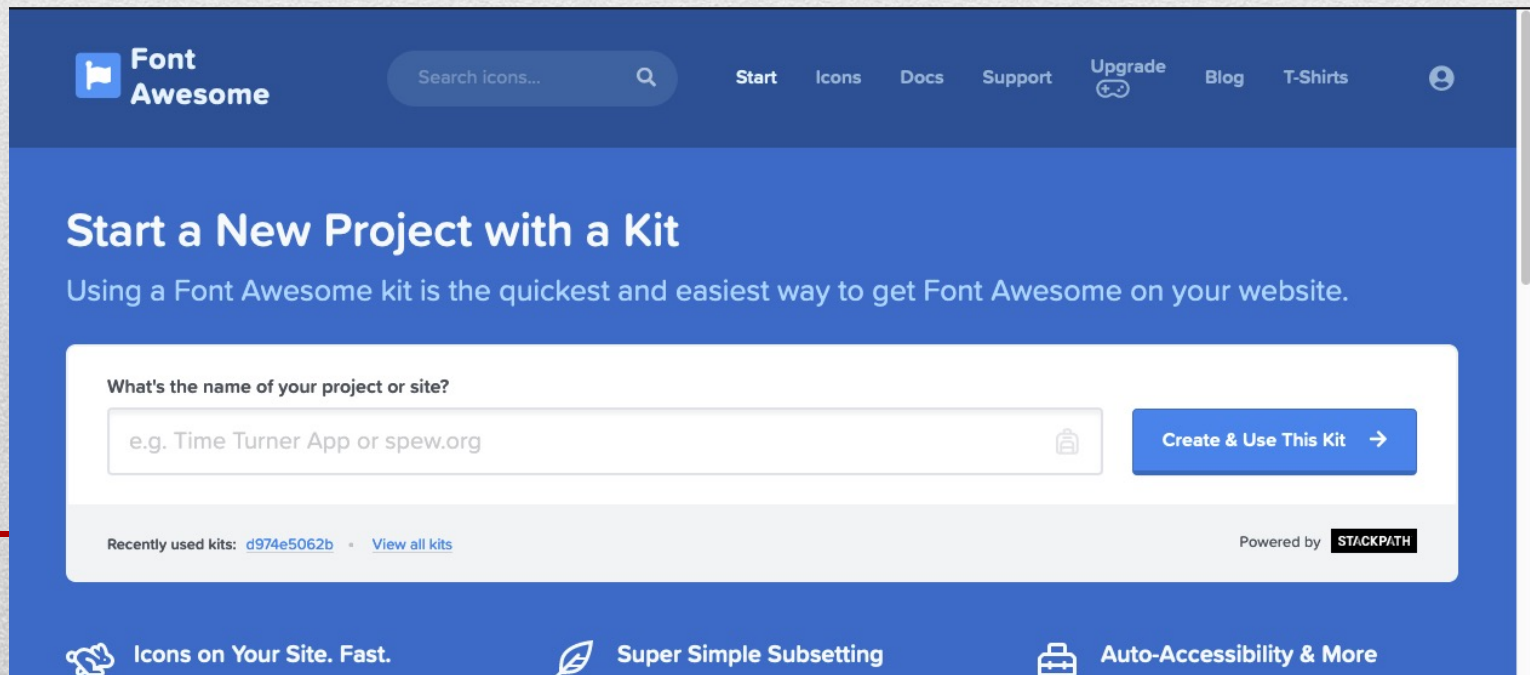 Font
Awesome
Search icons...
Start
Icons
Docs
Support
Upgrade
Blog
T-Shirts
Start a New Project with a Kit
Using a Font Awesome kit is the quickest and easiest way to get Font Awesome on your website.
What's the name of your project or site?
e.g. Time Turner App or spew.org
Create & Use This Kit
Recently used kits: d974e5062b • View all kits
Powered by STACKPATH
Icons on Your Site. Fast.
Super Simple Subsetting
Auto-Accessibility & More